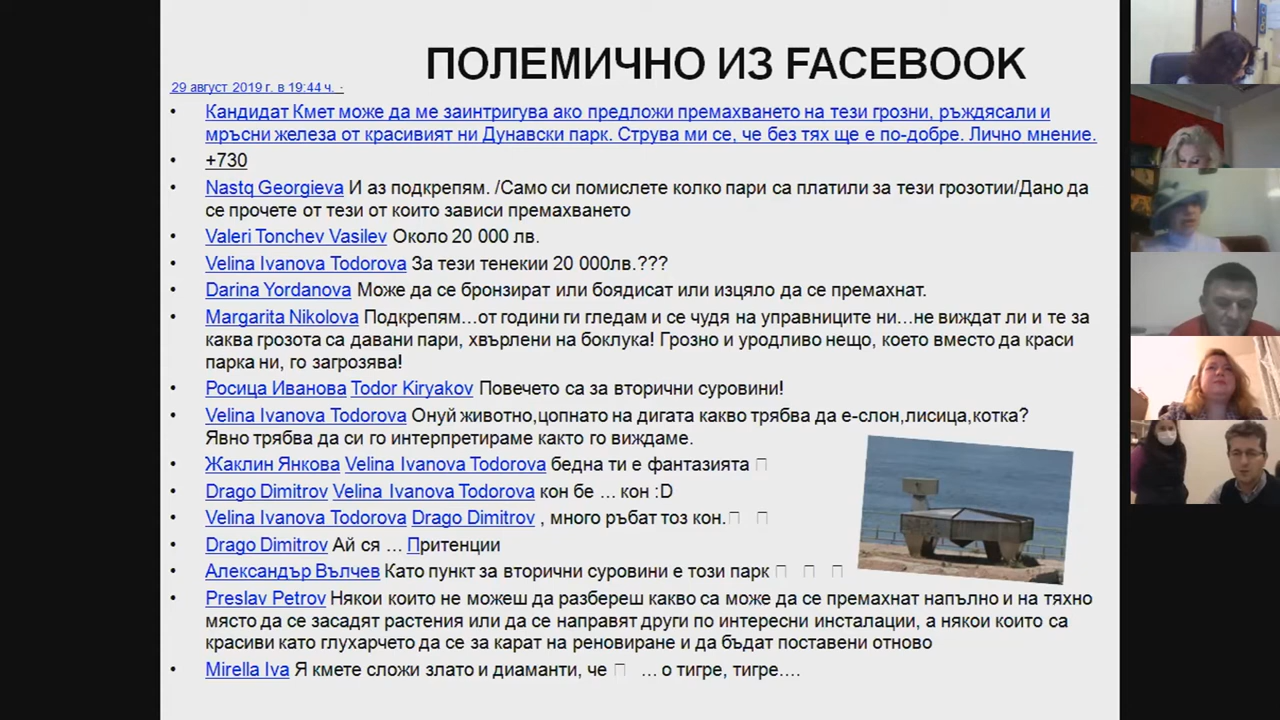 ПОЛЕМИЧНО ИЗ FACEBOOK
29 август 2019 г. в 19:44 ч. ·
• Кандидат Кмет може да ме заинтригува ако предложи премахването на тези грозни, ръждясали и
мръсни железа от красивият ни Дунавски парк. Струва ми се, че без тях ще е по-добре. Лично мнение.
• +730
• Nastq Georgieva И аз подкрепям. /Само си помислете колко пари са платили за тези грозотии/Дано да
се прочете от тези от които зависи премахването
• Valeri Tonchev Vasilev Около 20 000 лв.
• Velina Ivanova Todorova За тези тенекии 20 000лв.???
• Darina Yordanova Може да се бронзират или боядисат или изцяло да се премахнат.
• Margarita Nikolova Подкрепям…от години ги гледам и се чудя на управниците ни…не виждат ли и те за
каква грозота са давани пари, хвърлени на боклука! Грозно и уродливо нещо, което вместо да краси
парка ни, го загрозява!
• Росица Иванова Todor Kiryakov Повечето са за вторични суровини!
• Velina Ivanova Todorova Онуй животно,цопнато на дигата какво трябва да е-слон,лисица,котка?
Явно трябва да си го интерпретираме както го виждаме.
• Жаклин Янкова Velina Ivanova Todorova бедна ти е фантазията
• Drago Dimitrov Velina Ivanova Todorova кон бе … кон :D
• Velina Ivanova Todorova Drago Dimitrov , много ръбат тоз кон.
• Drago Dimitrov Ай ся … Притенции
• Александър Вълчев Като пункт за вторични суровини е този парк
• Preslav Petrov Някои които не можеш да разбереш какво са може да се премахнат напълно и на тяхно
място да се засадят растения или да се направят други по интересни инсталации, а някои които са
красиви като глухарчето да се за карат на реновиране и да бъдат поставени отново
• Mirella Iva Я кмете сложи злато и диаманти, че … о тигре, тигре….